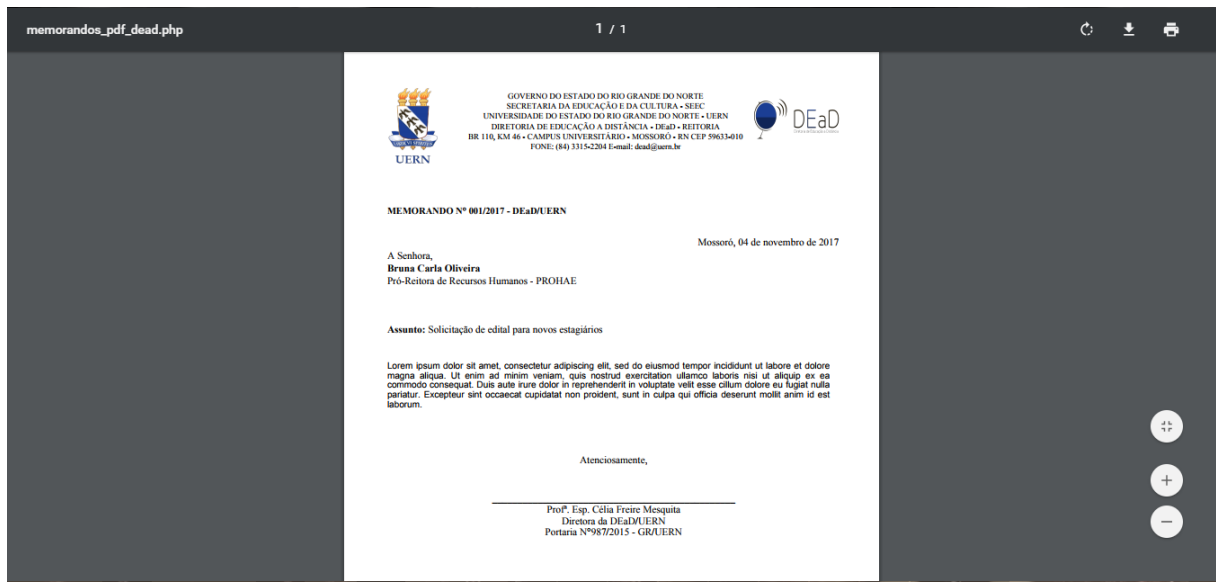 memorandos_pdf_dead.php
1 / 1
GOVERNO DO ESTADO DO RIO GRANDE DO NORTE
SECRETARIA DA EDUCAÇÃO E DA CULTURA - SEEC
UNIVERSIDADE DO ESTADO DO RIO GRANDE DO NORTE - UERN
DIRETORIA DE EDUCAÇÃO A DISTÂNCIA - DEaD - REITORIA
BR 110, KM 46 - CAMPUS UNIVERSITÁRIO - MOSSORÓ - RN CEP 59633-010
FONE: (84) 3315-2204 E-mail: dead@uern.br
UERN
DEaD
MEMORANDO Nº 001/2017 - DEaD/UERN
Mossoró, 04 de novembro de 2017
A Senhora,
Bruna Carla Oliveira
Pró-Reitora de Recursos Humanos - PROHAE
Assunto: Solicitação de edital para novos estagiários
Lorem ipsum dolor sit amet, consectetur adipiscing elit, sed do eiusmod tempor incididunt ut labore et dolore
magna aliqua. Ut enim ad minim veniam, quis nostrud exercitation ullamco laboris nisi ut aliquip ex ea
commodo consequat. Duis aute irure dolor in reprehenderit in voluptate velit esse cillum dolore eu fugiat nulla
pariatur. Excepteur sint occaecat cupidatat non proident, sunt in culpa qui officia deserunt mollit anim id est
laborum.
Atenciosamente,
Profª. Esp. Célia Freire Mesquita
Diretora da DEaD/UERN
Portaria Nº987/2015 - GR/UERN